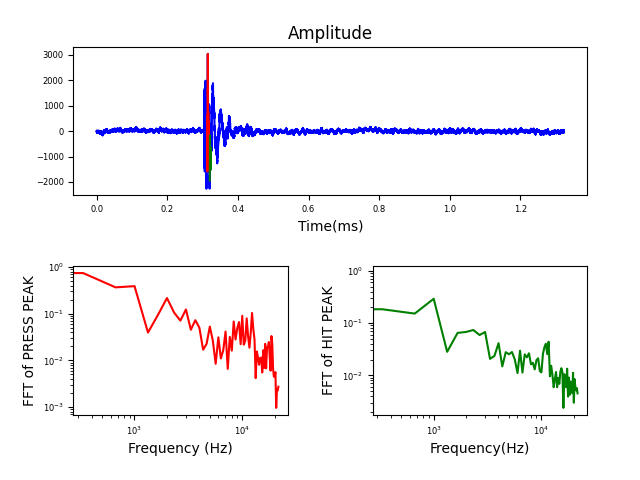 Amplitude
3000
2000
1000
0
−1000
−2000
0.0 0.2 0.4 0.6 0.8 1.0 1.2
Time(ms)
FFT of PRESS PEAK
10⁰
10⁻¹
10⁻²
10⁻³
10³ 10⁴
Frequency (Hz)
FFT of HIT PEAK
10⁰
10⁻¹
10⁻²
10³ 10⁴
Frequency(Hz)